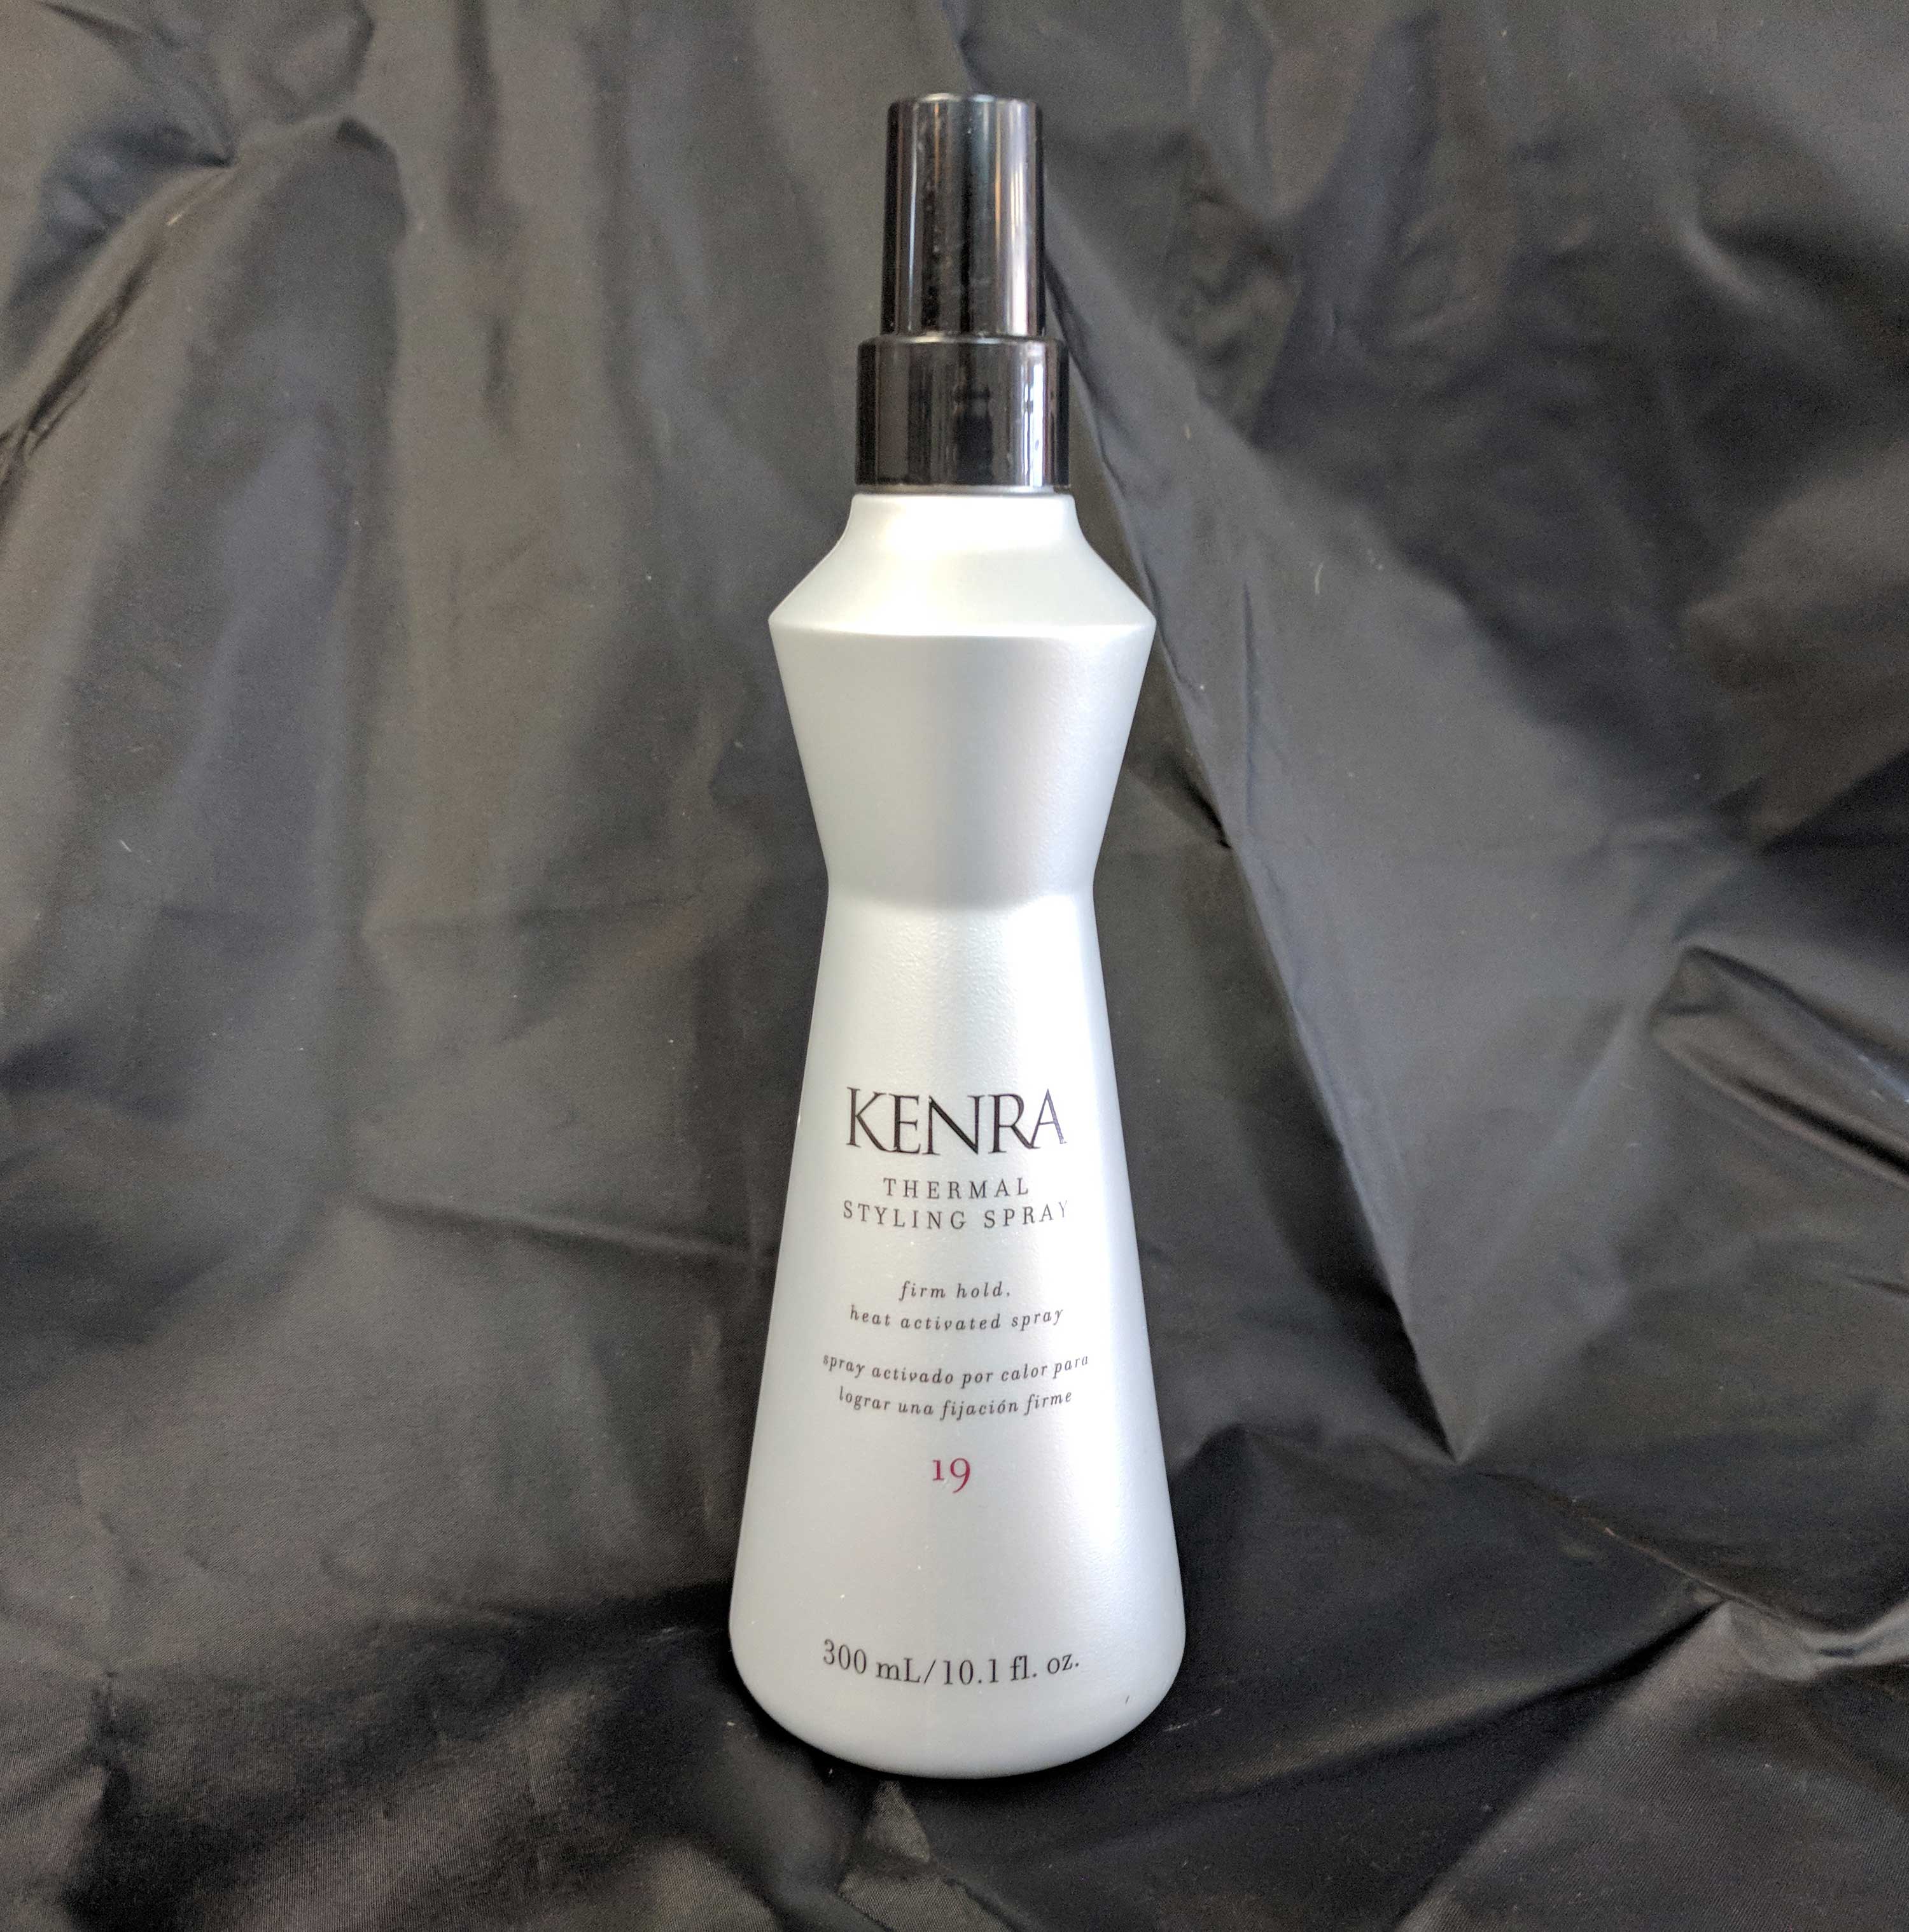 KENRA
THERMAL
STYLING SPRAY
firm hold,
heat activated spray
spray activado por calor para
lograr una fijación firme
19
300 mL/10.1 fl. oz.